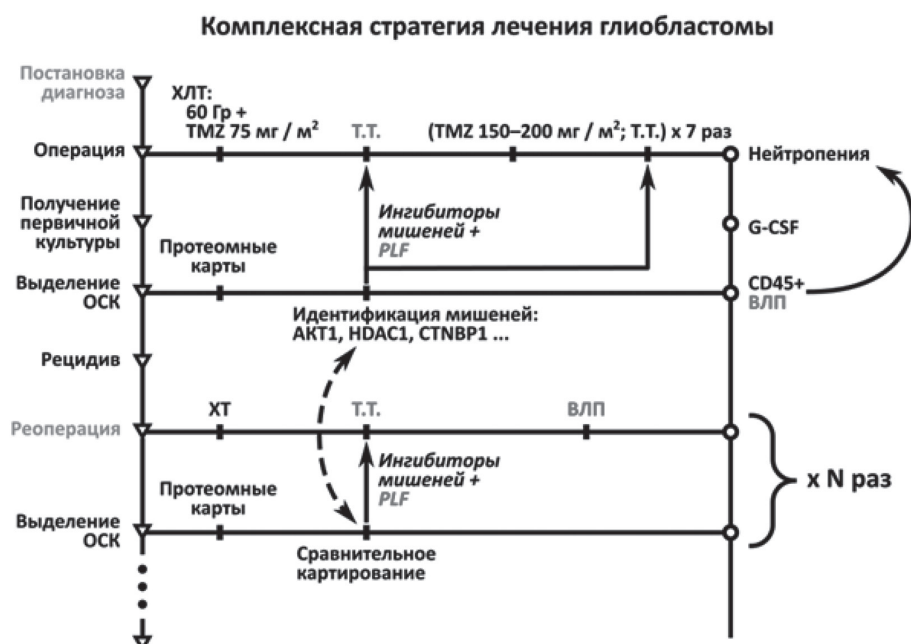 Комплексная стратегия лечения глиобластомы
Постановка
диагноза
ХЛТ:
60 Гр +
TMZ 75 мг / м²
Т.Т.
(TMZ 150–200 мг / м²; Т.Т.) x 7 раз
Операция
Нейтропения
Получение
первичной
культуры
Ингибиторы
мишеней +
PLF
G-CSF
Протеомные
карты
Выделение
ОСК
CD45+
ВЛП
Идентификация мишеней:
АКТ1, HDAC1, CTNBP1 ...
Рецидив
ХТ
Т.Т.
ВЛП
Реоперация
Ингибиторы
мишеней +
PLF
x N раз
Протеомные
карты
Выделение
ОСК
Сравнительное
картирование